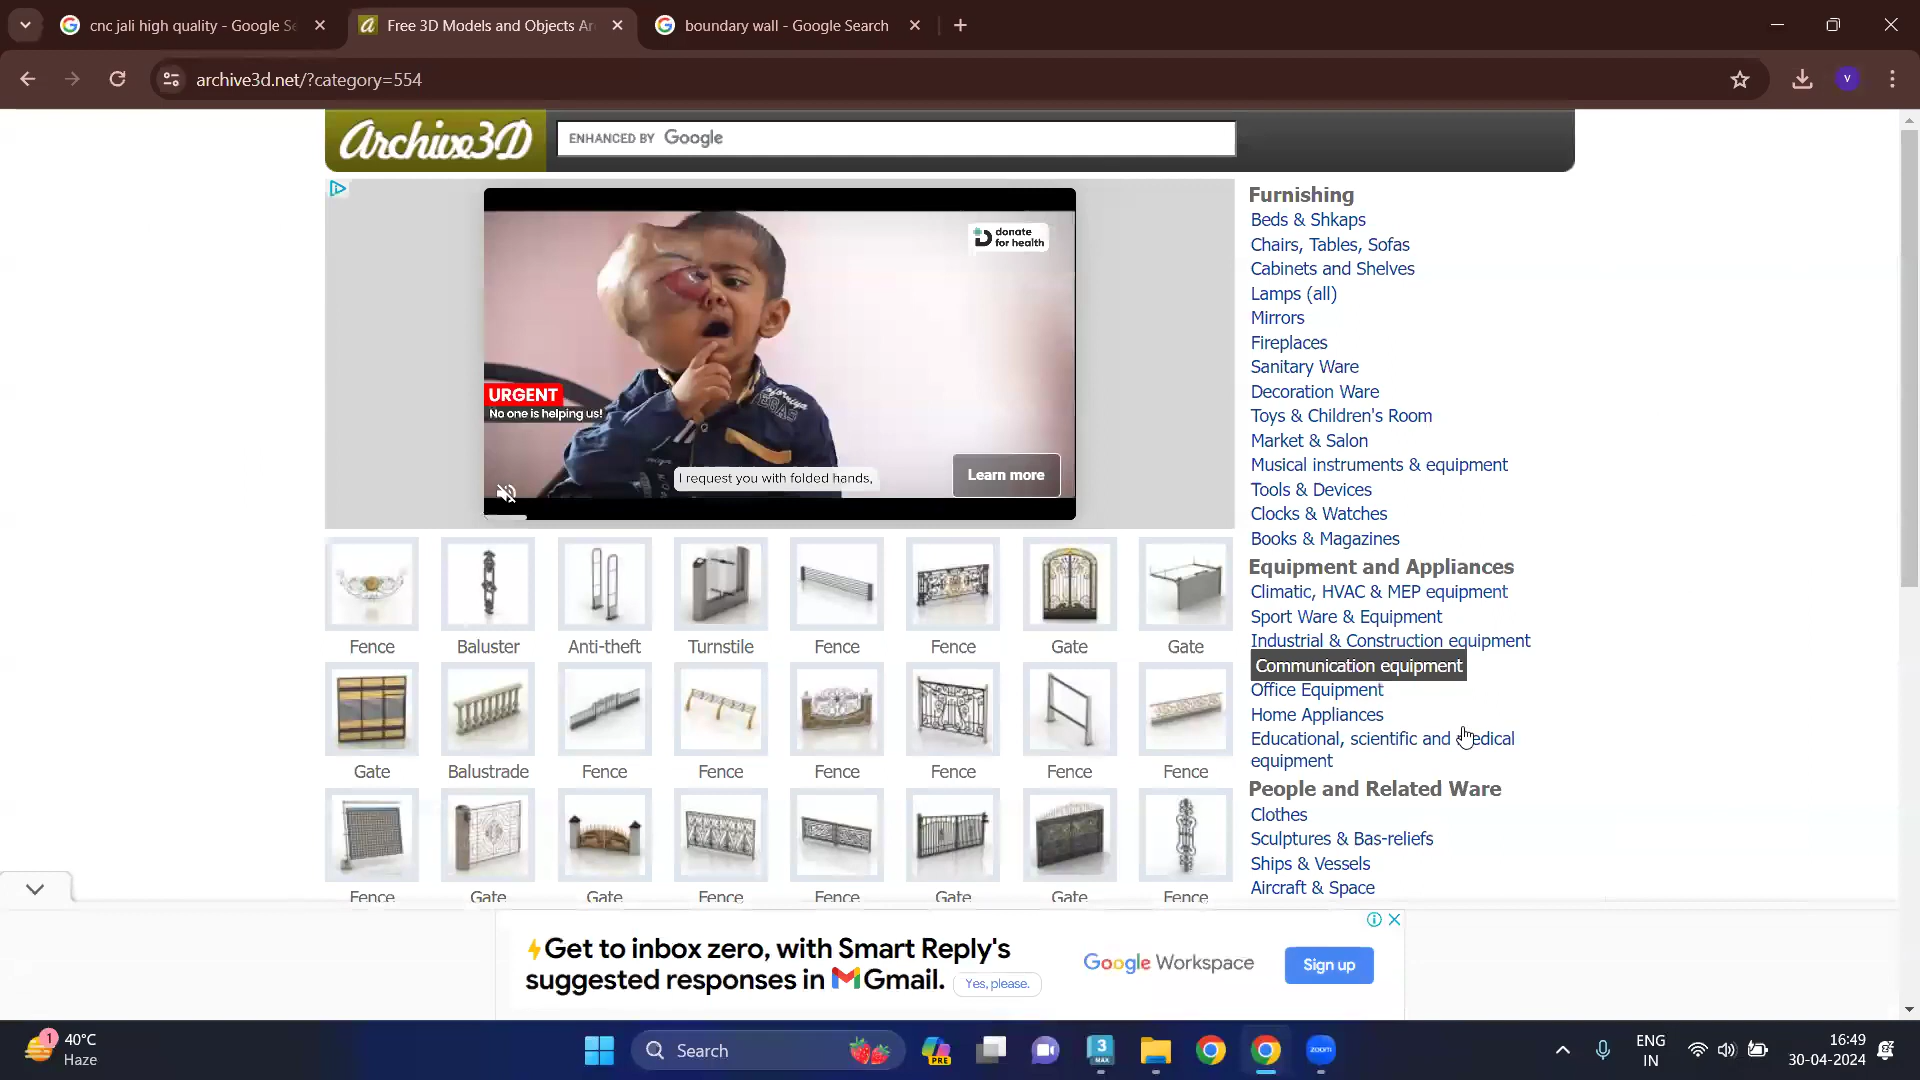 cnc jali high quality - Google Se
Free 3D Models and Objects Ar
boundary wall - Google Search
archive3d.net/?category=554
V
Archive3D
ENHANCED BY Google
donate
for health
URGENT
No one is helping us!
I request you with folded hands,
Learn more
Furnishing
Beds & Shkaps
Chairs, Tables, Sofas
Cabinets and Shelves
Lamps (all)
Mirrors
Fireplaces
Sanitary Ware
Decoration Ware
Toys & Children's Room
Market & Salon
Musical instruments & equipment
Tools & Devices
Clocks & Watches
Books & Magazines
Equipment and Appliances
Climatic, HVAC & MEP equipment
Sport Ware & Equipment
Industrial & Construction equipment
Communication equipment
Office Equipment
Home Appliances
Educational, scientific and medical
equipment
People and Related Ware
Clothes
Sculptures & Bas-reliefs
Ships & Vessels
Aircraft & Space
Fence Baluster Anti-theft Turnstile Fence Fence Gate Gate
Gate Balustrade Fence Fence Fence Fence Fence Fence
Fence Gate Gate Fence Fence Gate Gate Fence
Get to inbox zero, with Smart Reply's
suggested responses in Gmail.
Yes, please.
Google Workspace
Sign up
1
40°C
Haze
Search
PRE
3
MAX
zoom
ENG
IN
16:49
30-04-2024